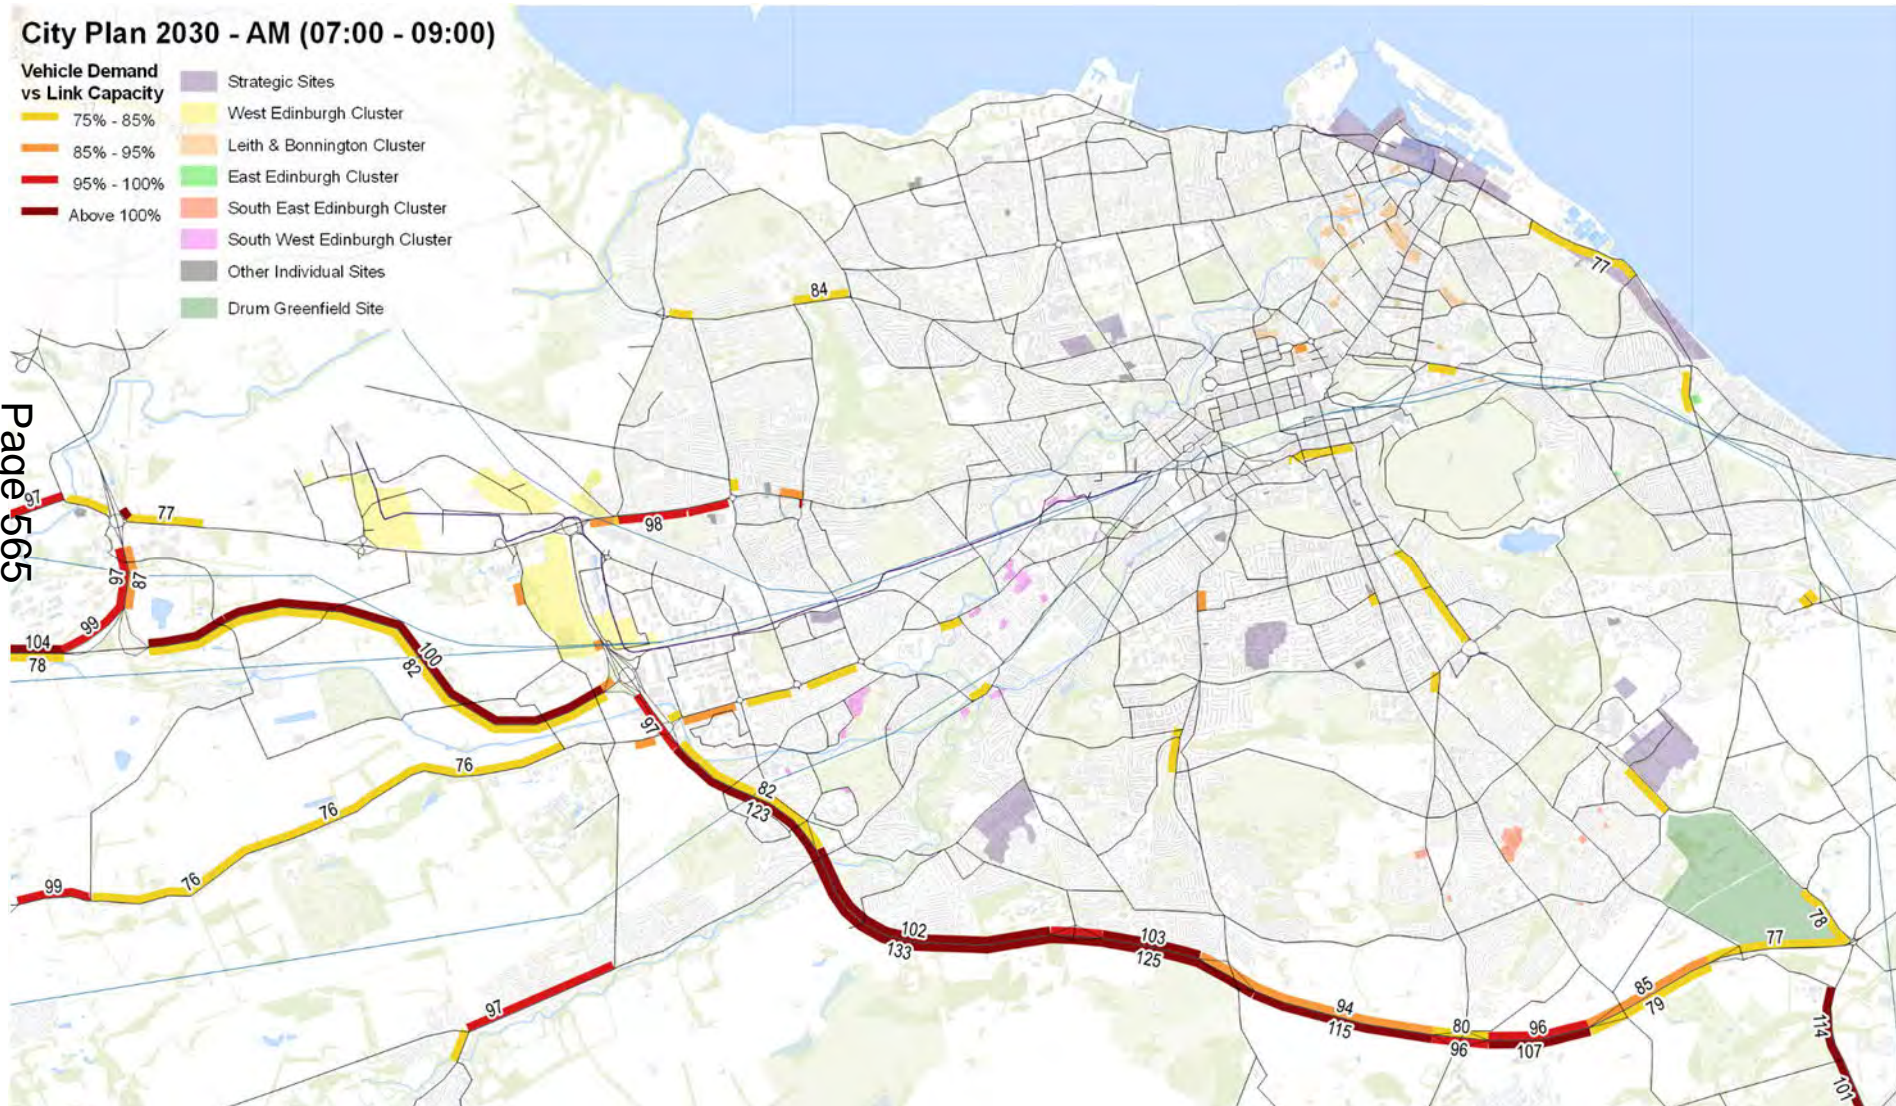 City Plan 2030 - AM (07:00 - 09:00)
Vehicle Demand
vs Link Capacity
75% - 85%
85% - 95%
95% - 100%
Above 100%
Strategic Sites
West Edinburgh Cluster
Leith & Bonnington Cluster
East Edinburgh Cluster
South East Edinburgh Cluster
South West Edinburgh Cluster
Other Individual Sites
Drum Greenfield Site
Page 565
77
84
97
77
98
97
87
99
104
78
100
82
97
76
76
76
82
123
99
102
133
103
125
97
94
115
80
96
96
107
85
79
77
78
114
101